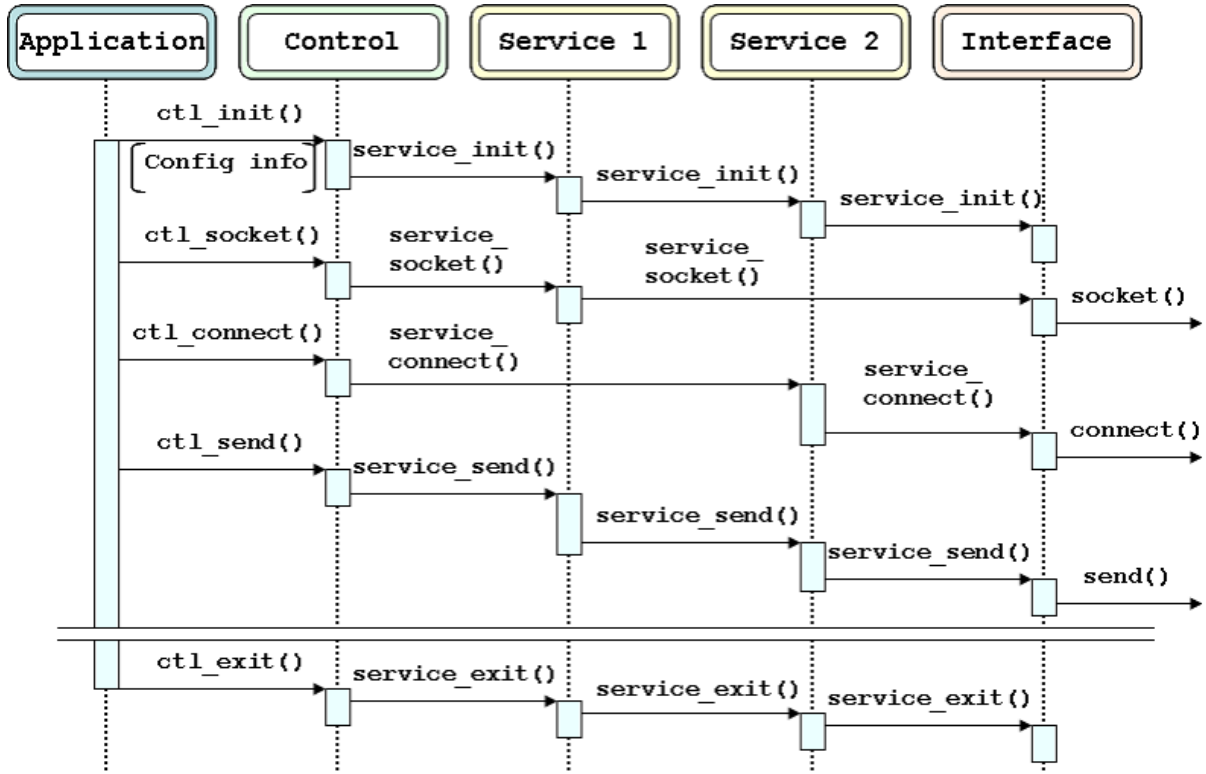 Application
Control
Service 1
Service 2
Interface
ctl_init()
Config info
service_init()
service_init()
service_init()
ctl_socket()
service_
socket()
service_
socket()
socket()
ctl_connect()
service_
connect()
service_
connect()
connect()
ctl_send()
service_send()
service_send()
service_send()
send()
ctl_exit()
service_exit()
service_exit()
service_exit()